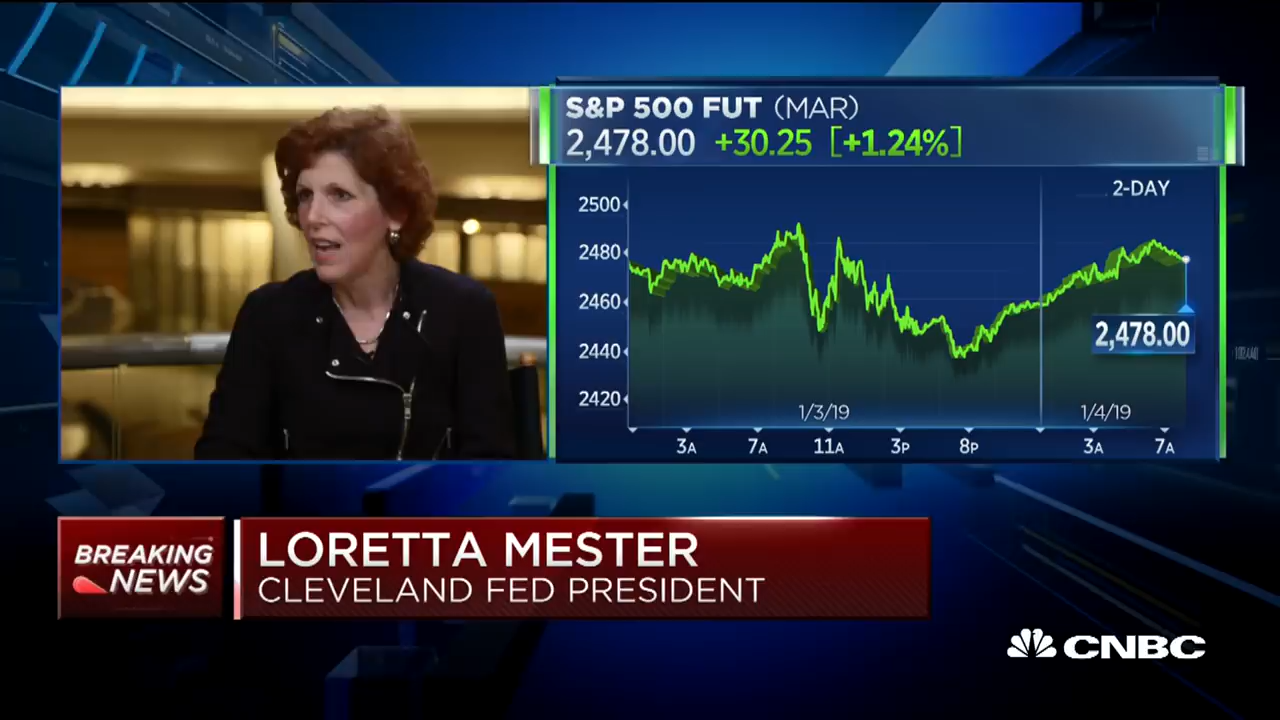 S&P 500 FUT (MAR)
2,478.00 +30.25 [+1.24%]
2-DAY
2500
2480
2460
2440
2420
2,478.00
1/3/19 1/4/19
3A 7A 11A 3P 8P 3A 7A
BREAKING
NEWS
LORETTA MESTER
CLEVELAND FED PRESIDENT
CNBC